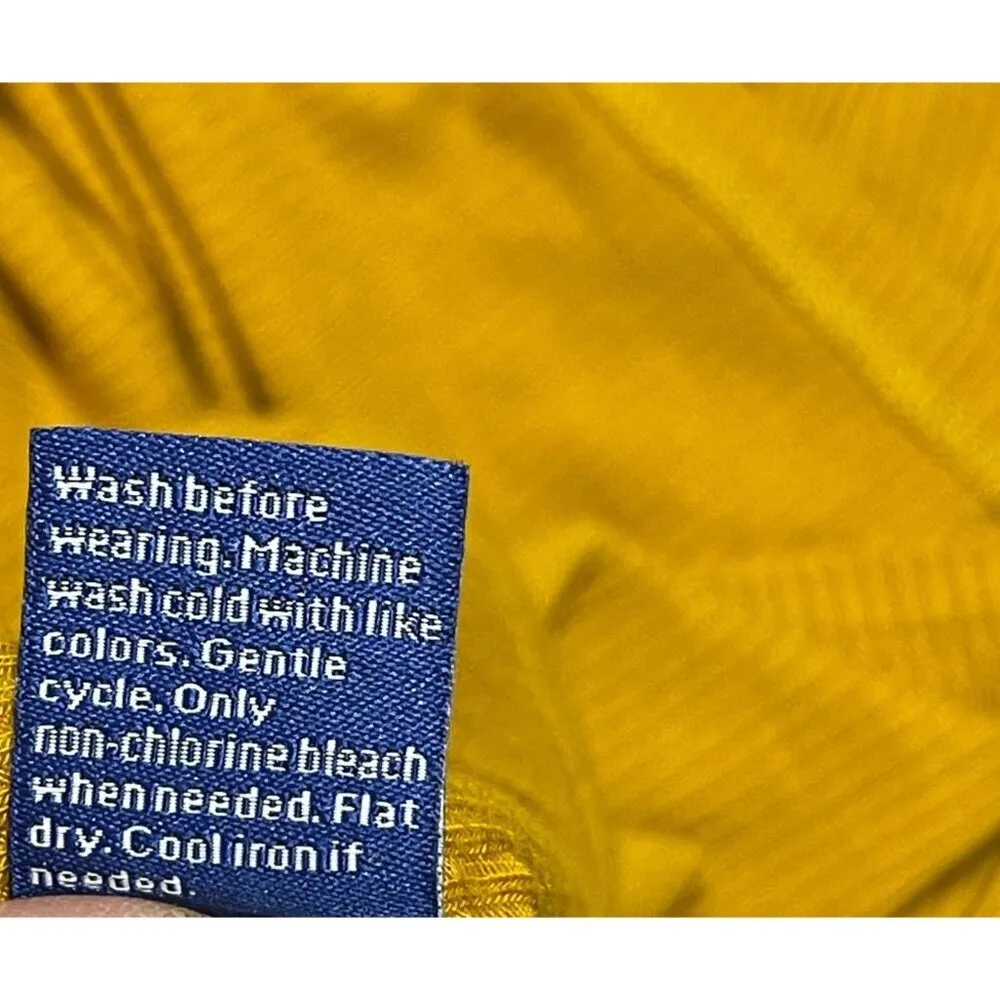 Wash before
wearing. Machine
wash cold with like
colors. Gentle
cycle. Only
non-chlorine bleach
when needed. Flat
dry. Cool iron if
needed.